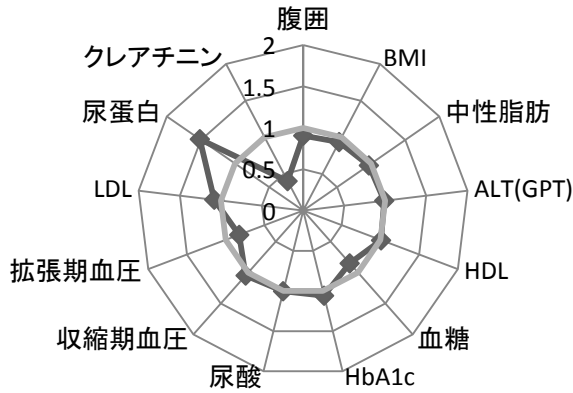 腹囲
BMI
中性脂肪
ALT(GPT)
HDL
血糖
HbA1c
尿酸
収縮期血圧
拡張期血圧
LDL
尿蛋白
クレアチニン
2
1.5
1
0.5
0